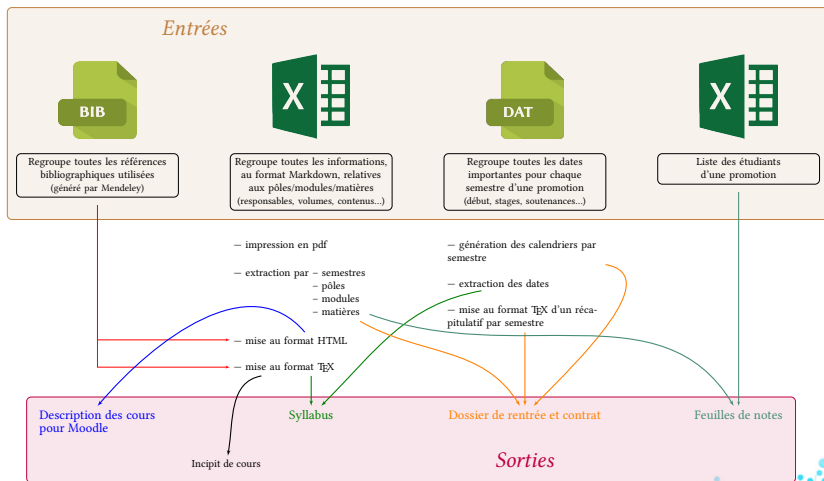 Entrées
BIB
X
DAT
X
Regroupe toutes les références
bibliographiques utilisées
(généré par Mendeley)
Regroupe toutes les informations,
au format Markdown, relatives
aux pôles/modules/matières
(responsables, volumes, contenus...)
Regroupe toutes les dates
importantes pour chaque
semestre d'une promotion
(début, stages, soutenances...)
Liste des étudiants
d'une promotion
– impression en pdf
– extraction par – semestres
– pôles
– modules
– matières
– mise au format HTML
– mise au format TEX
– génération des calendriers par
semestre
– extraction des dates
– mise au format TEX d'un réca-
pitulatif par semestre
Description des cours
pour Moodle
Syllabus
Dossier de rentrée et contrat
Feuilles de notes
Incipit de cours
Sorties